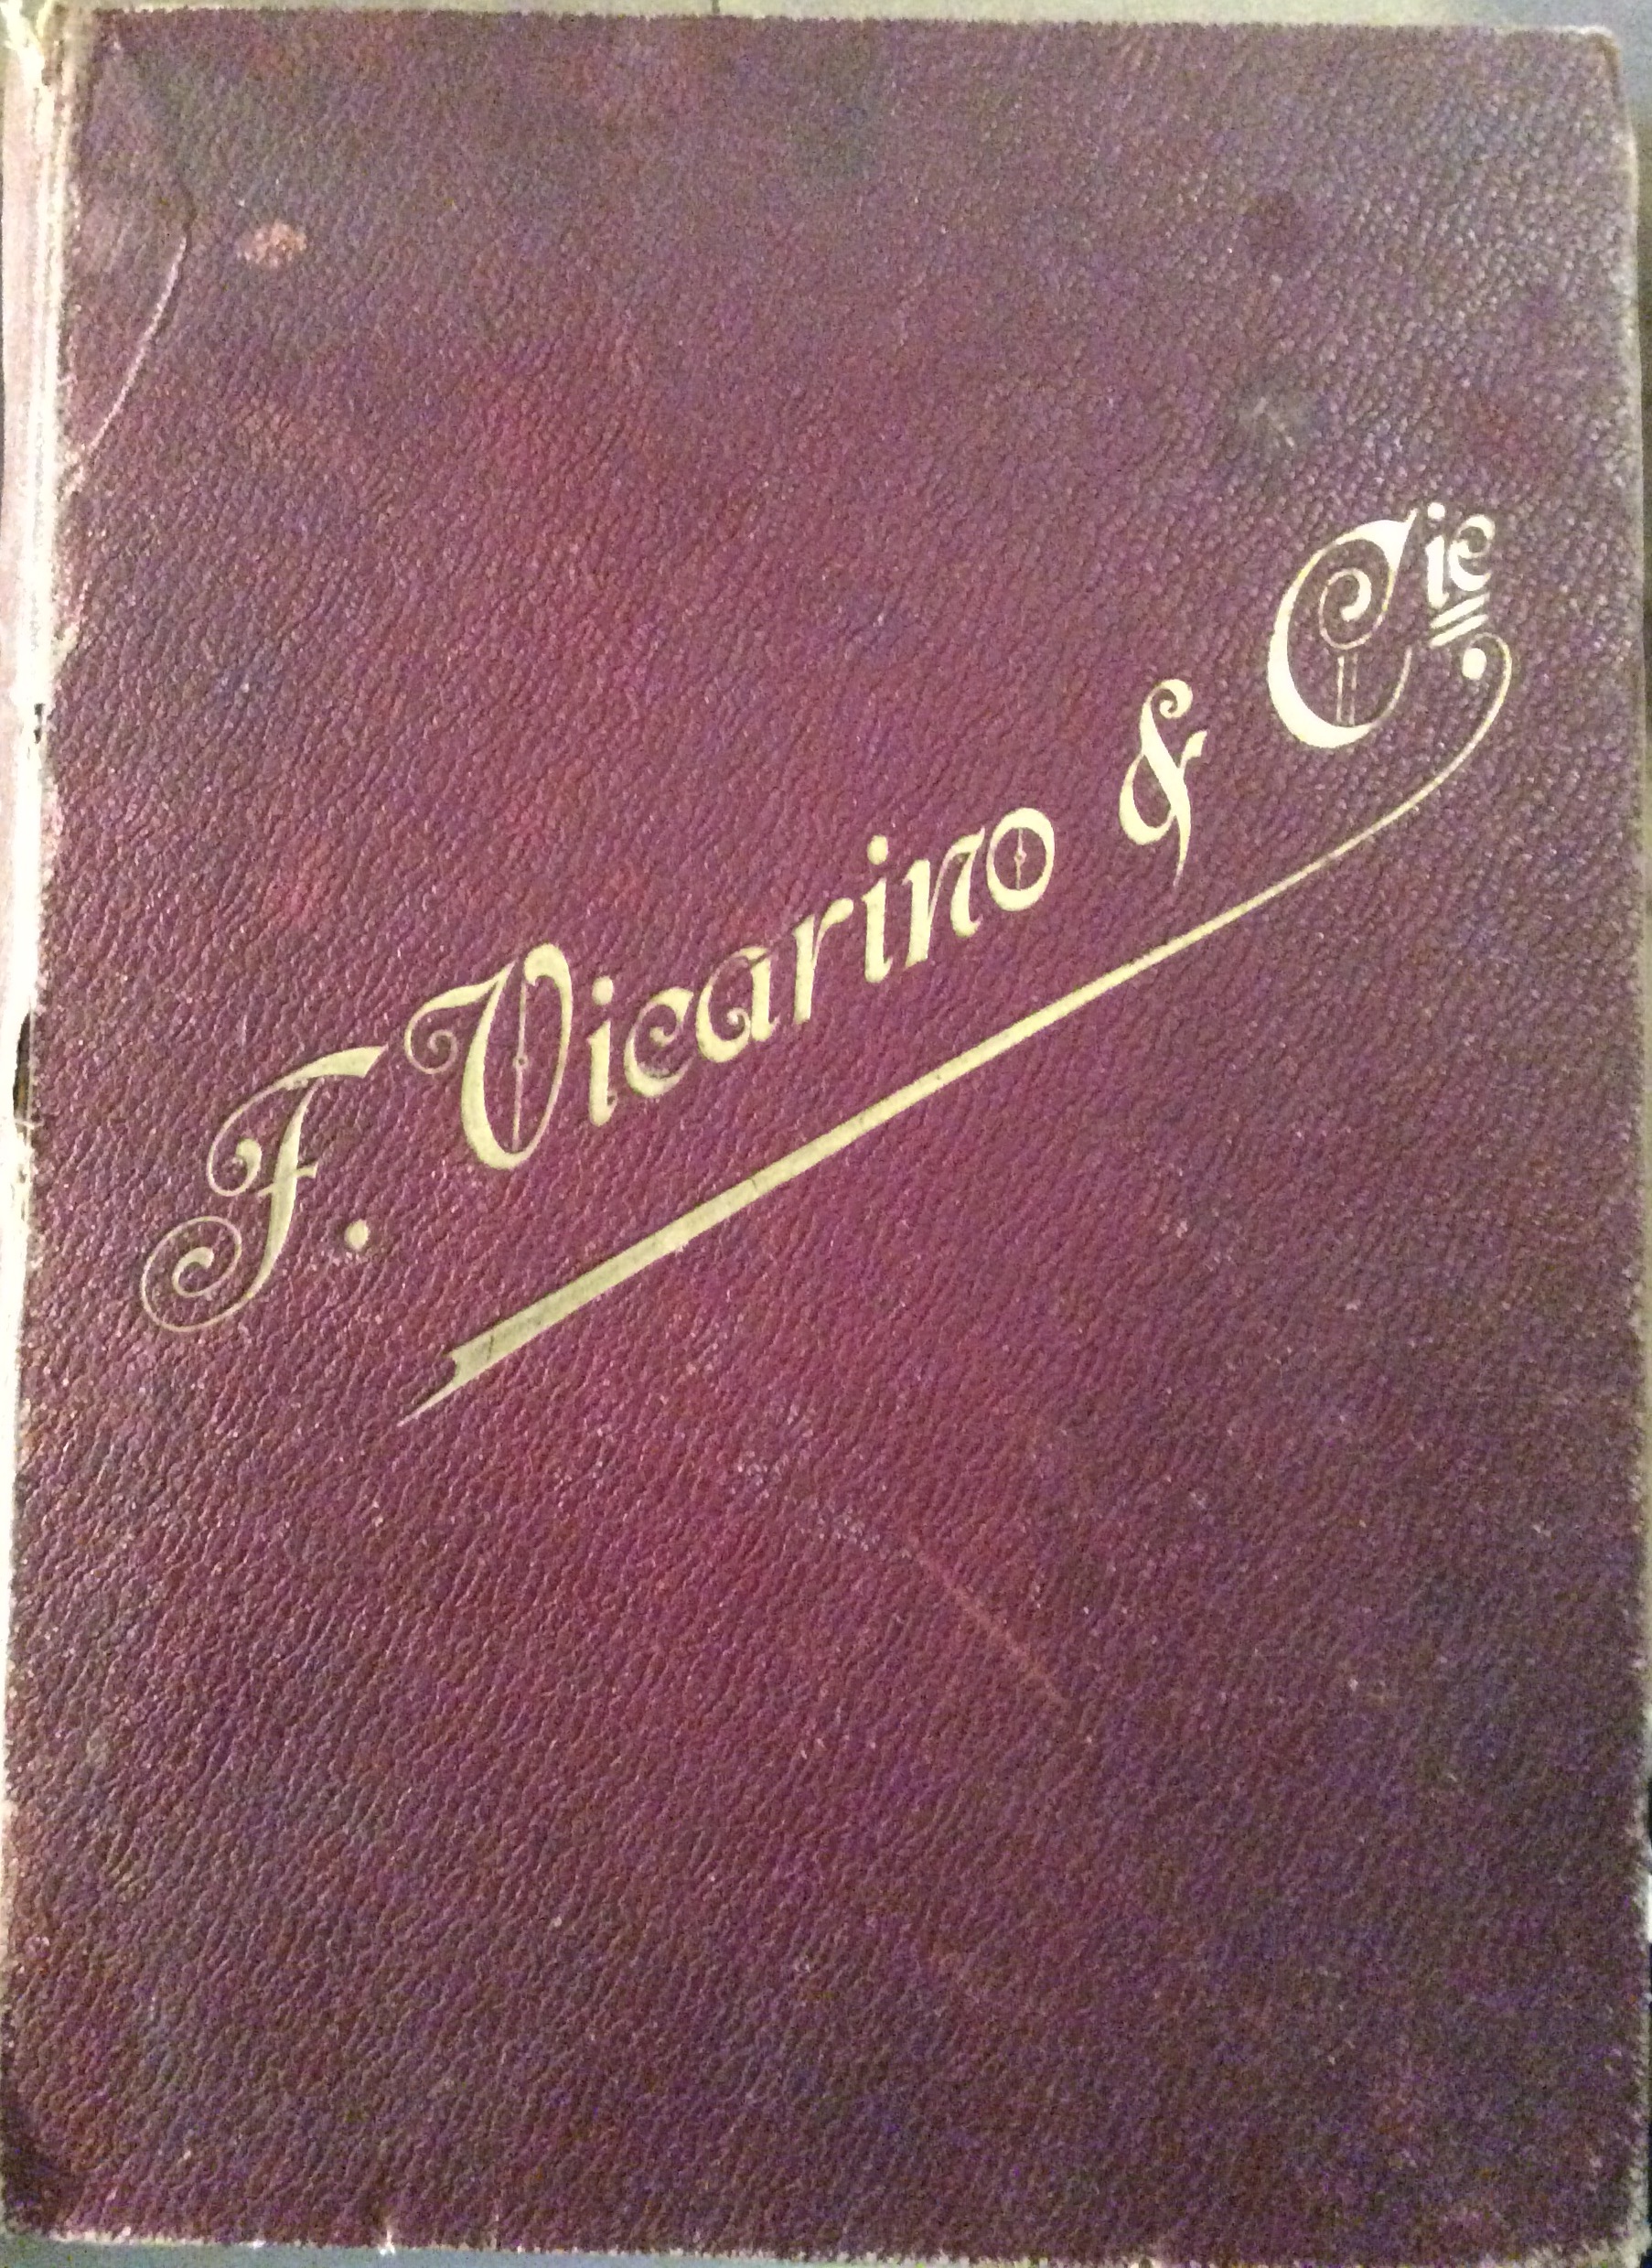 F. Vicarino & Cie.